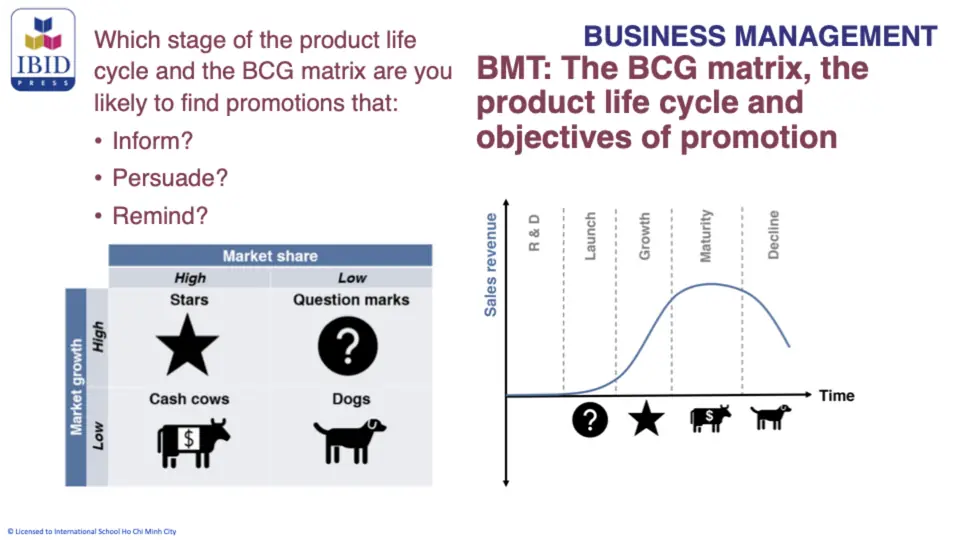 IBID
PRESS
Which stage of the product life
cycle and the BCG matrix are you
likely to find promotions that:
• Inform?
• Persuade?
• Remind?
BUSINESS MANAGEMENT
BMT: The BCG matrix, the
product life cycle and
objectives of promotion
Market share
High
Low
Market growth
High
Low
Stars
Question marks
?
Cash cows
Dogs
$
Sales revenue
R & D
Launch
Growth
Maturity
Decline
Time
?
$
© Licensed to International School Ho Chi Minh City